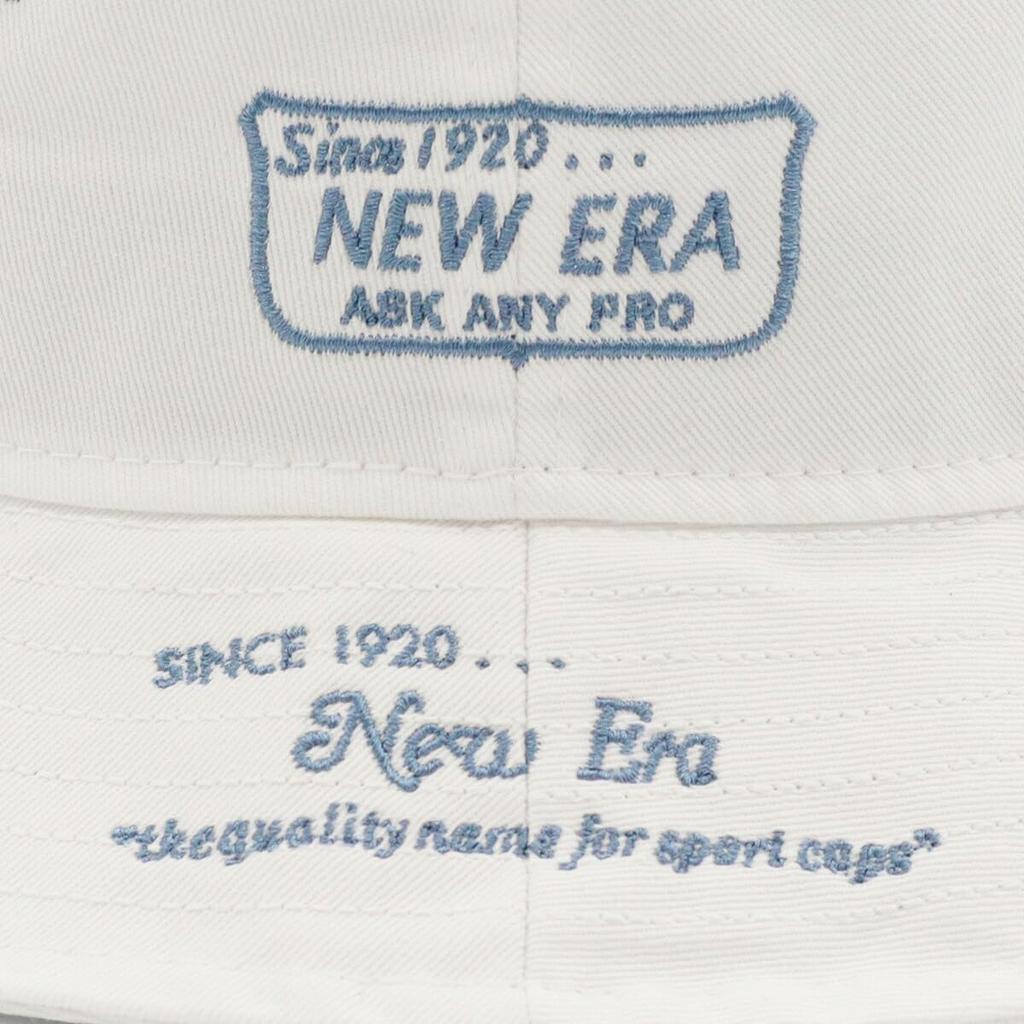 Since 1920...
NEW ERA
ASK ANY PRO
SINCE 1920...
New Era
"the quality name for sport caps"